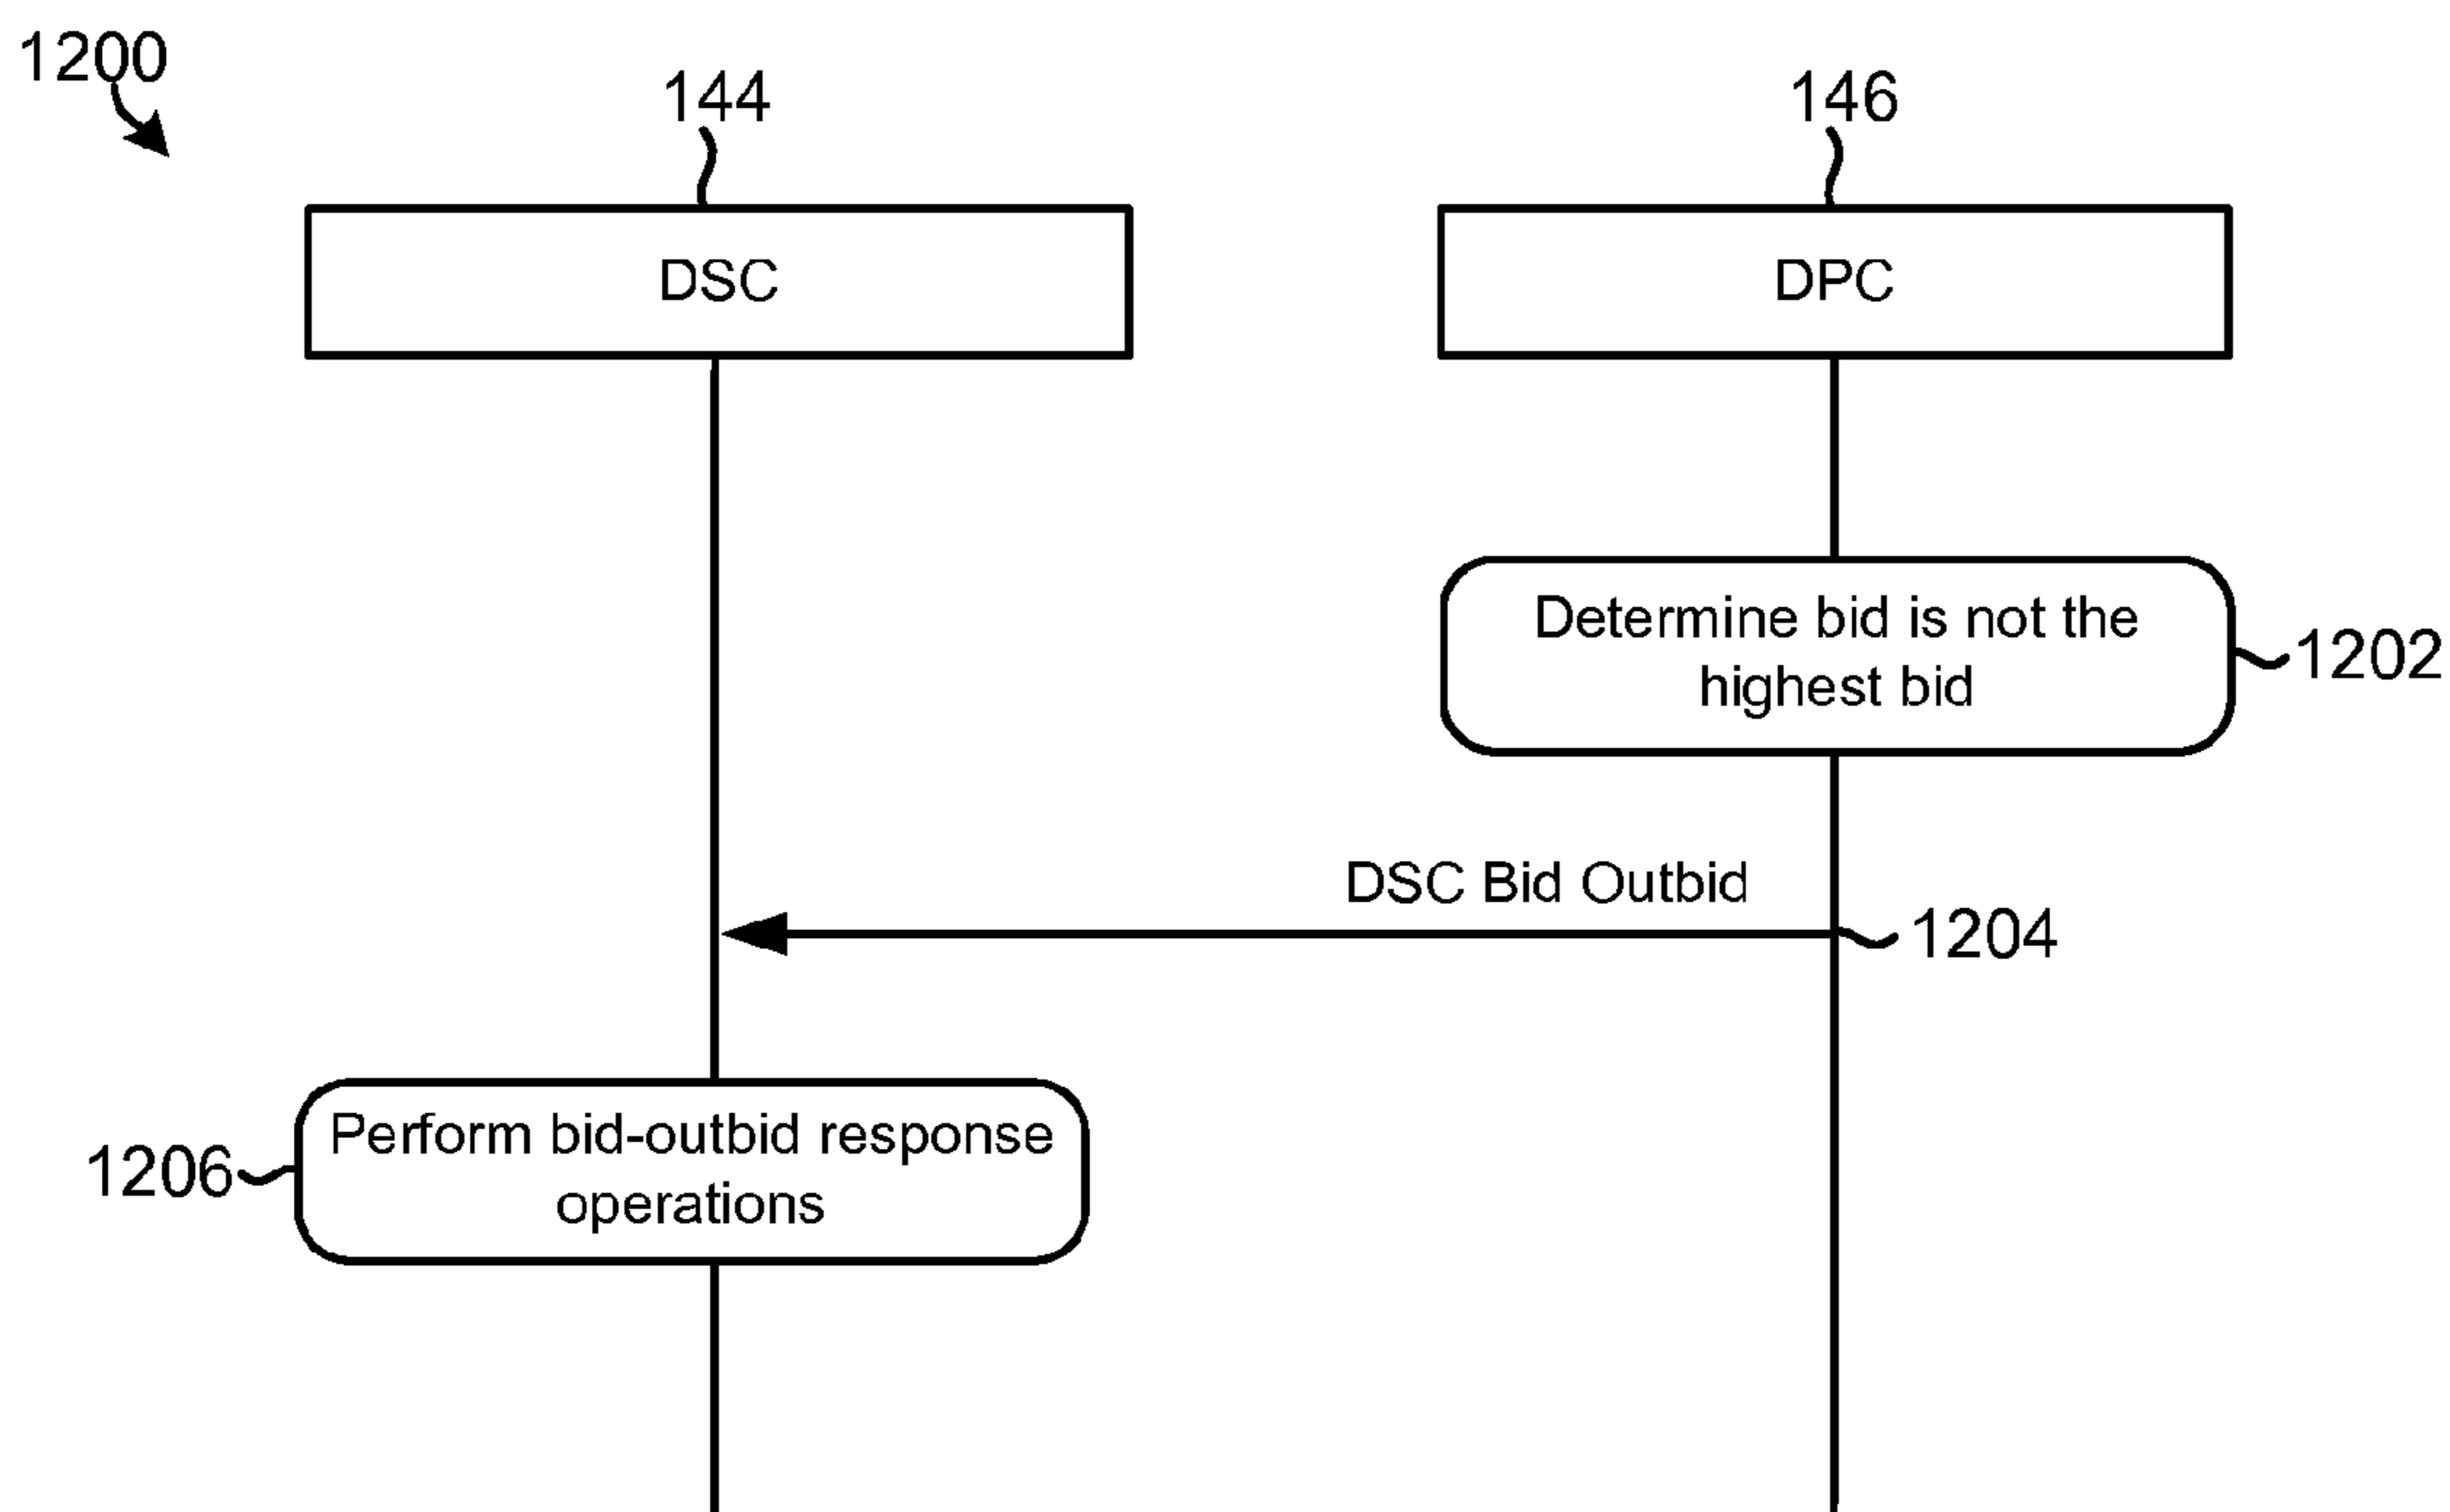 1200
144
146
DSC
DPC
Determine bid is not the
highest bid
1202
DSC Bid Outbid
1204
Perform bid-outbid response
operations
1206